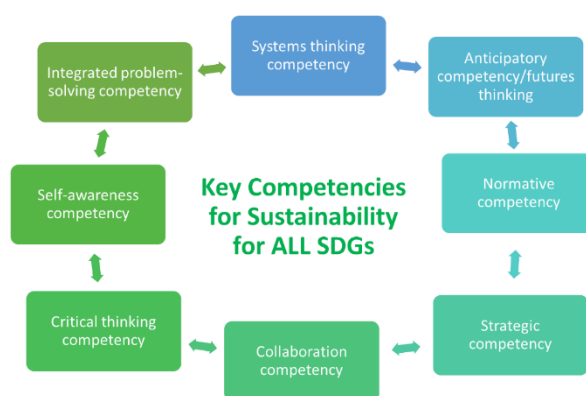 Systems thinking
competency
Anticipatory
competency/futures
thinking
Normative
competency
Strategic
competency
Collaboration
competency
Critical thinking
competency
Self-awareness
competency
Integrated problem-
solving competency
Key Competencies
for Sustainability
for ALL SDGs